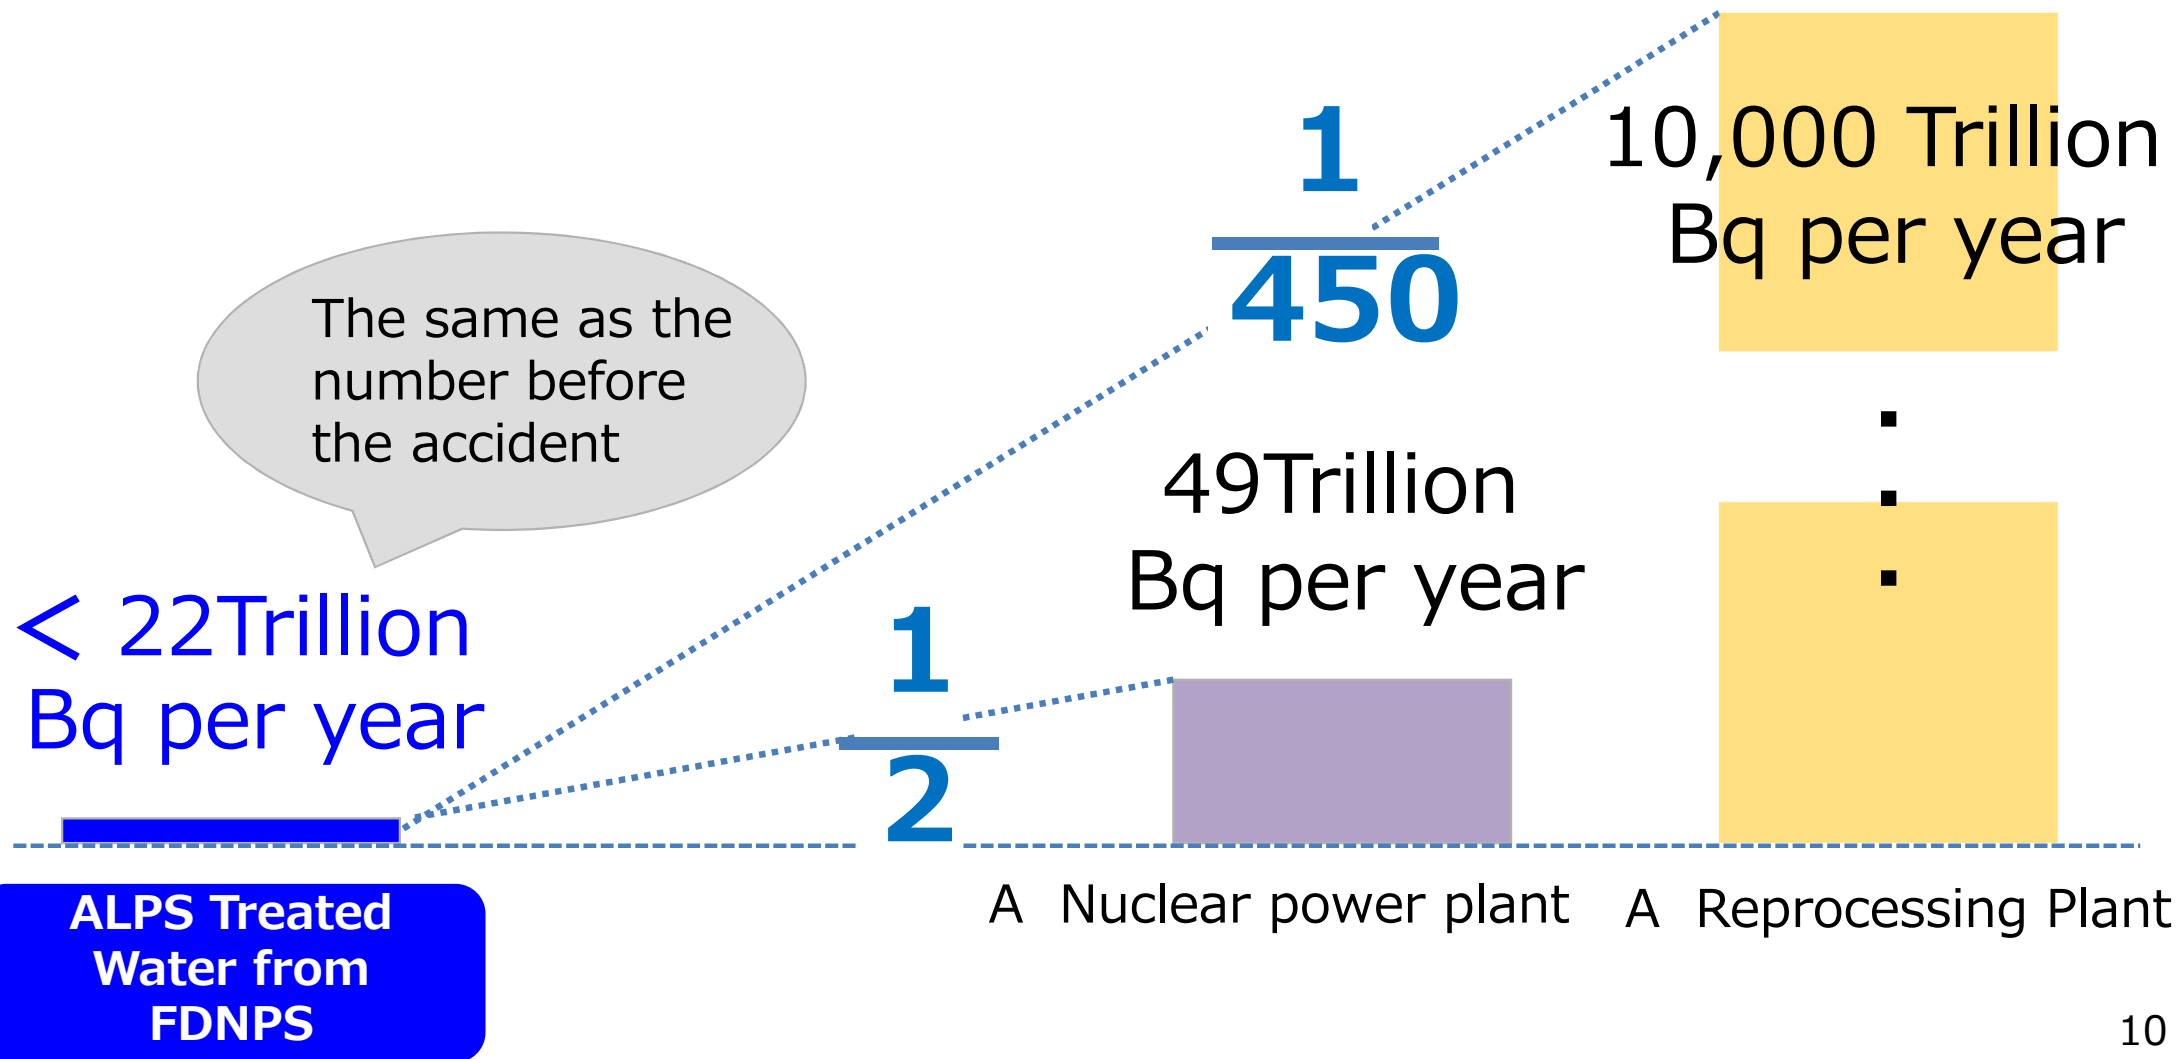 1
450
10,000 Trillion
Bq per year
The same as the
number before
the accident
49Trillion
Bq per year
< 22Trillion
Bq per year
1
2
A Nuclear power plant
A Reprocessing Plant
ALPS Treated
Water from
FDNPS
10